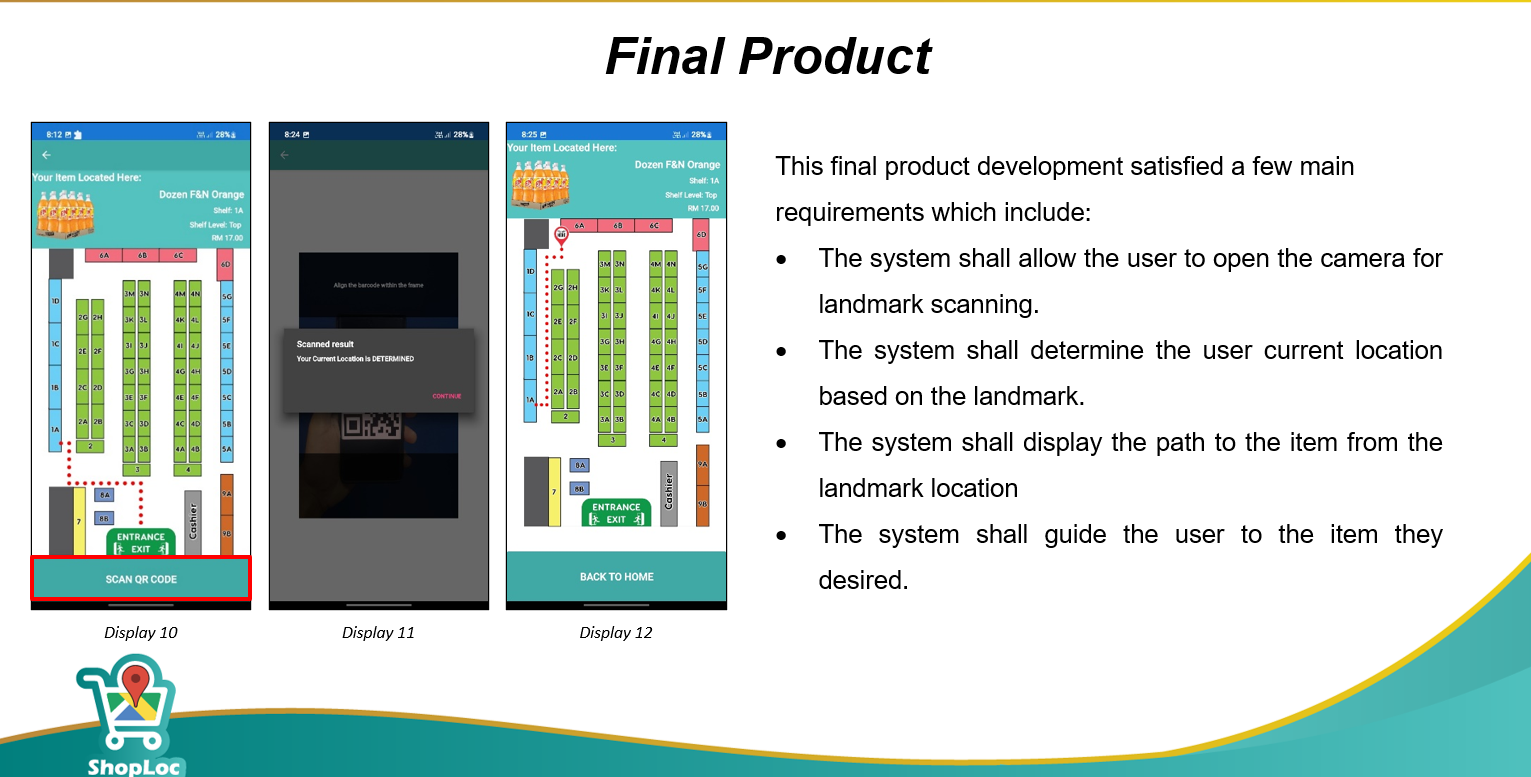 Final Product
8:12
28%
Your Item Located Here:
Dozen F&N Orange
Shelf: 1A
Shelf Level: Top
RM 17.00
6A 6B 6C
6D
1D
1C
1B
1A
2G 2H
2E 2F
2C 2D
2A 2B
2
3M 3N
3K 3L
3I 3J
3G 3H
3E 3F
3C 3D
3A 3B
3
4M 4N
4K 4L
4I 4J
4G 4H
4E 4F
4C 4D
4A 4B
4
5G
5F
5E
5D
5C
5B
5A
9A
9B
7
8A
8B
Cashier
ENTRANCE
EXIT
SCAN QR CODE
Display 10
8:24
28%
Align the barcode within the frame
Scanned result
Your Current Location is DETERMINED
CONTINUE
Display 11
8:25
28%
Your Item Located Here:
Dozen F&N Orange
Shelf: 1A
Shelf Level: Top
RM 17.00
6A 6B 6C
6D
1D
1C
1B
1A
2G 2H
2E 2F
2C 2D
2A 2B
2
3M 3N
3K 3L
3I 3J
3G 3H
3E 3F
3C 3D
3A 3B
3
4M 4N
4K 4L
4I 4J
4G 4H
4E 4F
4C 4D
4A 4B
4
5G
5F
5E
5D
5C
5B
5A
9A
9B
7
8A
8B
Cashier
ENTRANCE
EXIT
BACK TO HOME
Display 12
This final product development satisfied a few main
requirements which include:
• The system shall allow the user to open the camera for
landmark scanning.
• The system shall determine the user current location
based on the landmark.
• The system shall display the path to the item from the
landmark location
• The system shall guide the user to the item they
desired.
ShopLoc